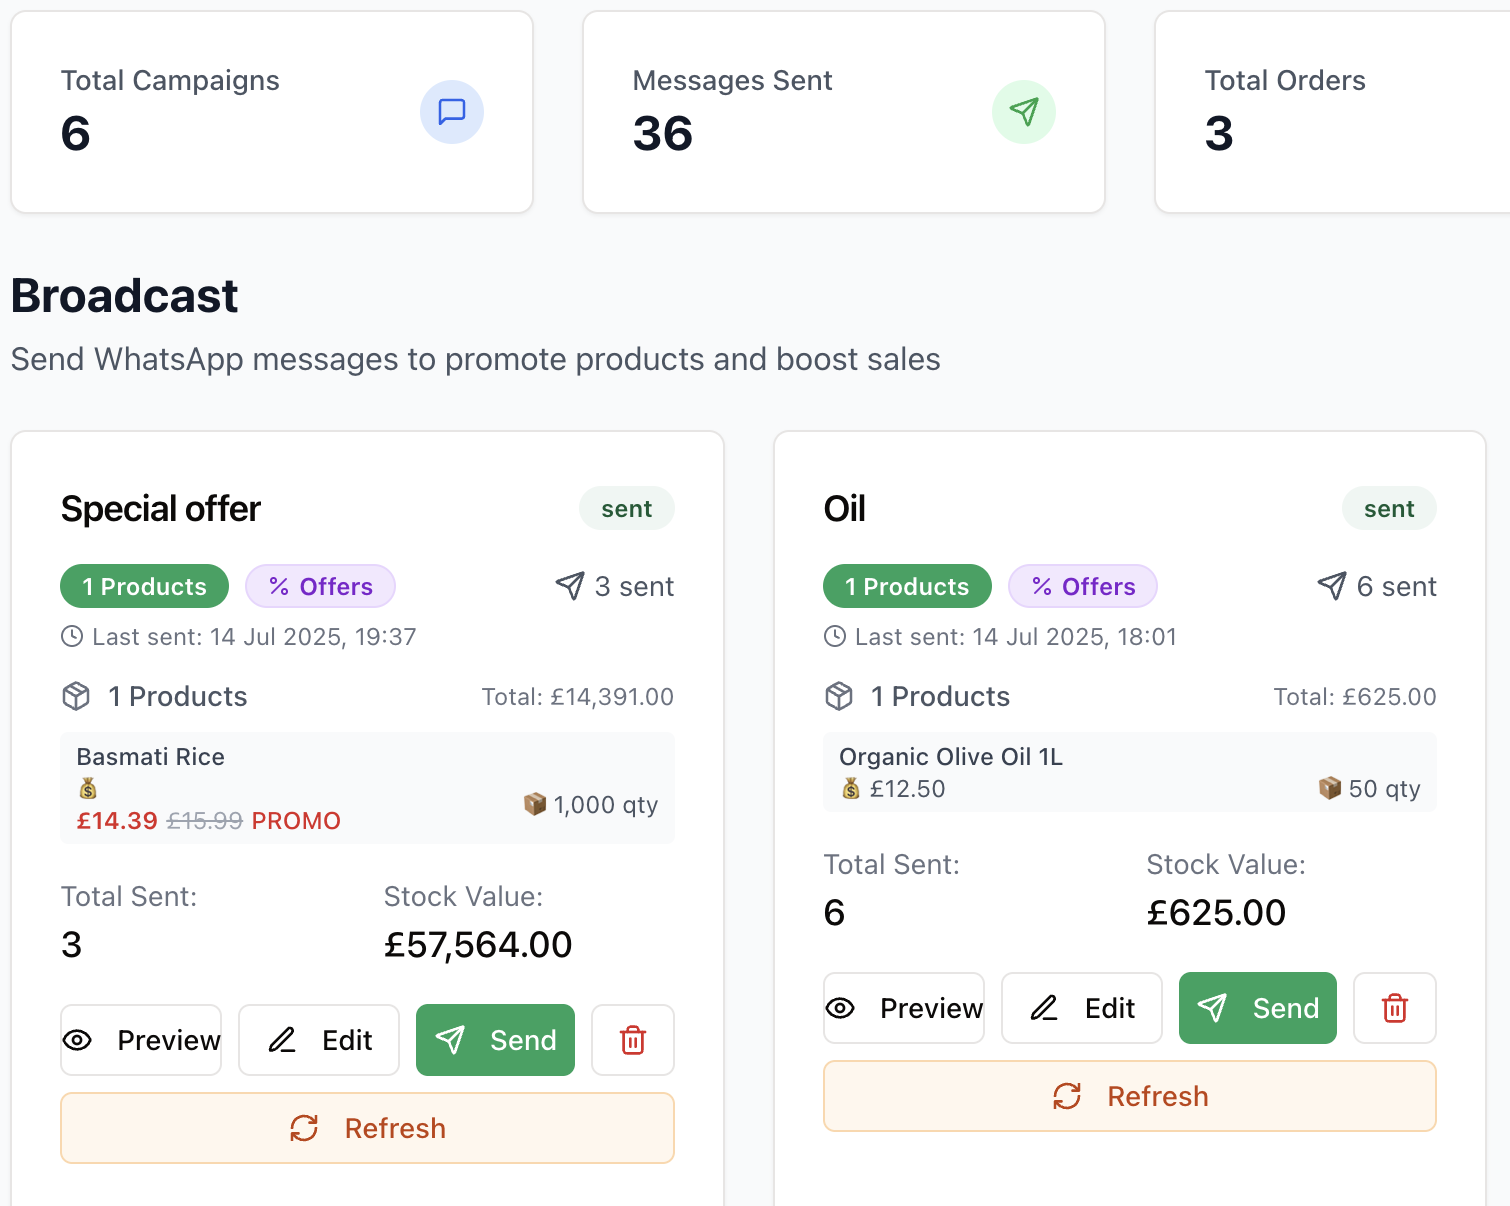 Total Campaigns
6
Messages Sent
36
Total Orders
3
Broadcast
Send WhatsApp messages to promote products and boost sales
Special offer
sent
1 Products
% Offers
3 sent
Last sent: 14 Jul 2025, 19:37
1 Products
Total: £14,391.00
Basmati Rice
£14.39 £15.99 PROMO
1,000 qty
Total Sent:
3
Stock Value:
£57,564.00
Preview
Edit
Send
Refresh
Oil
sent
1 Products
% Offers
6 sent
Last sent: 14 Jul 2025, 18:01
1 Products
Total: £625.00
Organic Olive Oil 1L
£12.50
50 qty
Total Sent:
6
Stock Value:
£625.00
Preview
Edit
Send
Refresh